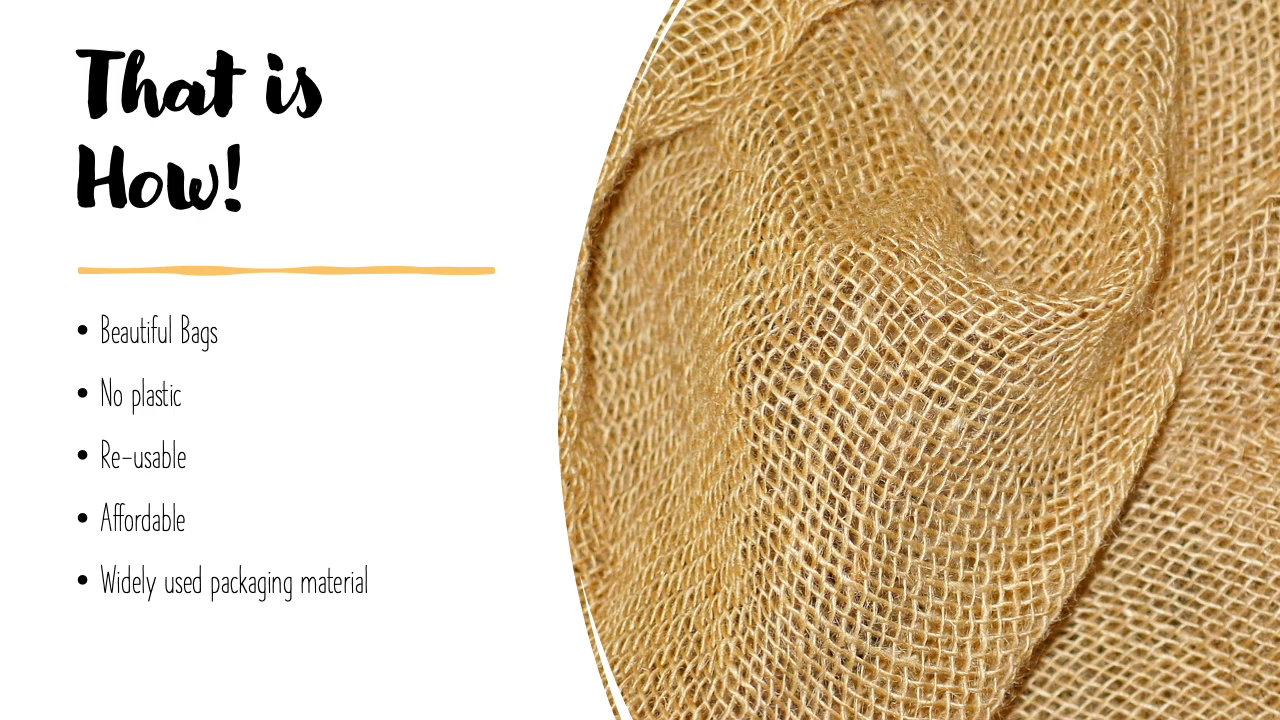 That is
How!
• Beautiful Bags
• No plastic
• Re-usable
• Affordable
• Widely used packaging material